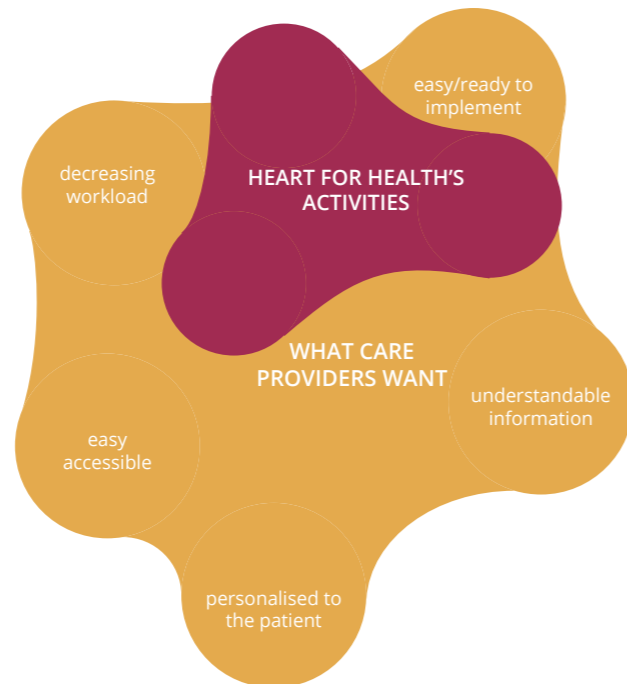 easy/ready to
implement
decreasing
workload
HEART FOR HEALTH'S
ACTIVITIES
WHAT CARE
PROVIDERS WANT
understandable
information
easy
accessible
personalised to
the patient